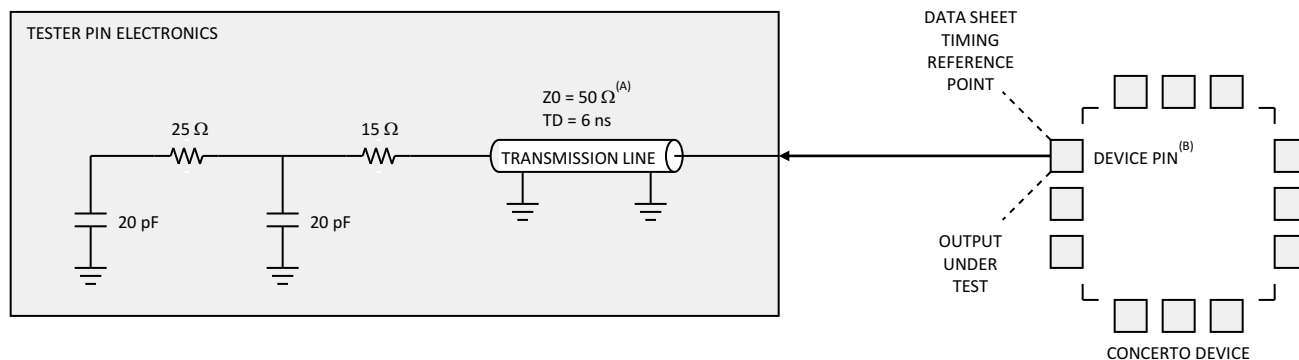 TESTER PIN ELECTRONICS
25 Ω
15 Ω
Z0 = 50 Ω(A)
TD = 6 ns
TRANSMISSION LINE
20 pF
20 pF
DATA SHEET
TIMING
REFERENCE
POINT
DEVICE PIN(B)
OUTPUT
UNDER
TEST
CONCERTO DEVICE